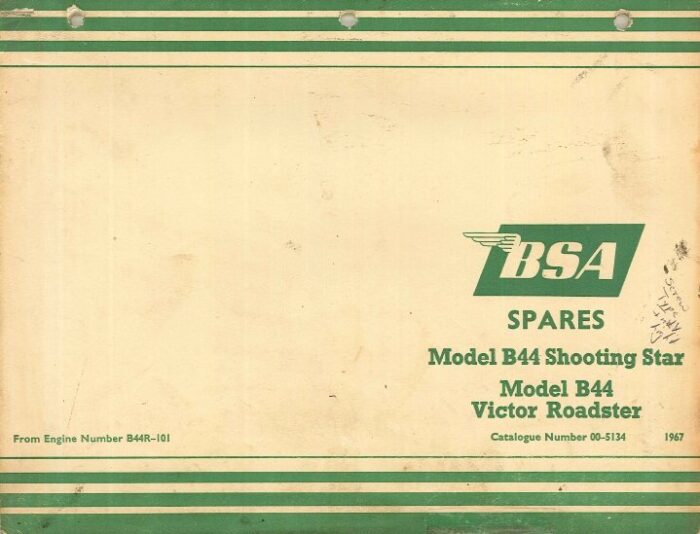 BSA
SPARES
Model B44 Shooting Star
Model B44
Victor Roadster
From Engine Number B44R-101
Catalogue Number 00-5134 1967